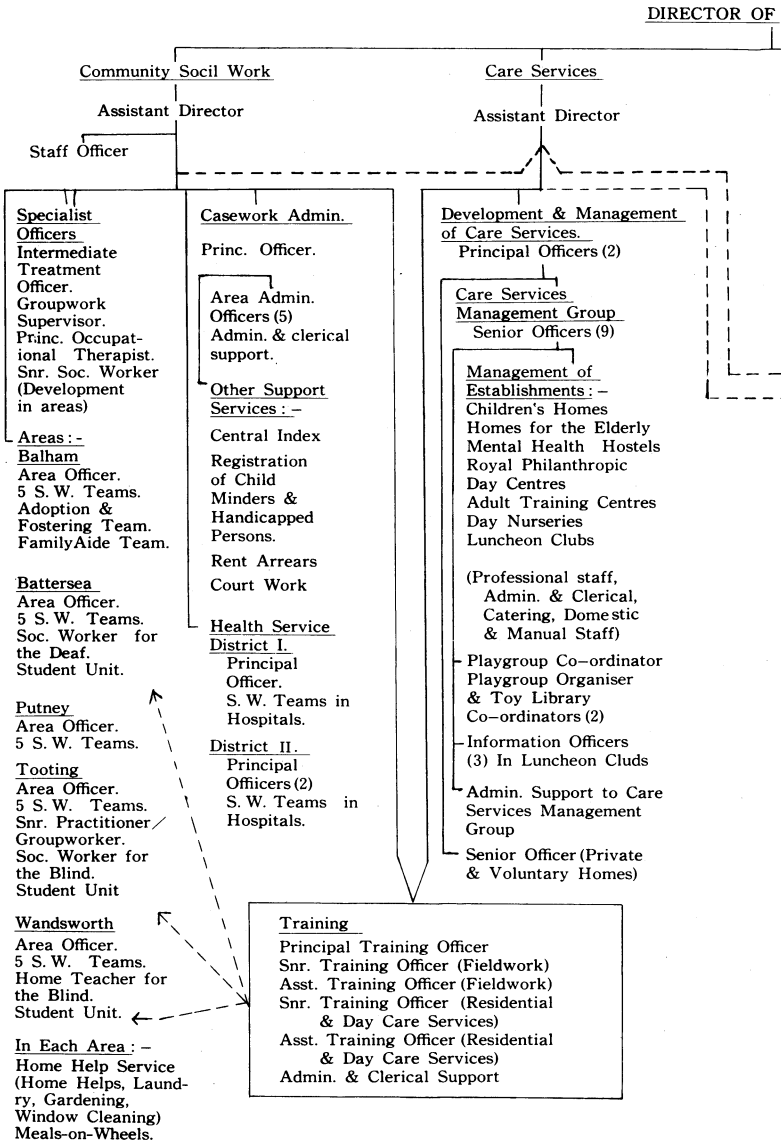 DIRECTOR OF
Community Socil Work
Assistant Director
Staff Officer
Specialist
Officers
Intermediate
Treatment
Officer.
Groupwork
Supervisor.
Princ. Occupat-
ional Therapist.
Snr. Soc. Worker
(Development
in areas)
Areas : -
Balham
Area Officer.
5 S. W. Teams.
Adoption &
Fostering Team.
FamilyAide Team.
Battersea
Area Officer.
5 S. W. Teams.
Soc. Worker for
the Deaf.
Student Unit.
Putney
Area Officer.
5 S. W. Teams.
Tooting
Area Officer.
5 S. W. Teams.
Snr. Practitioner/
Groupworker.
Soc. Worker for
the Blind.
Student Unit
Wandsworth
Area Officer.
5 S. W. Teams.
Home Teacher for
the Blind.
Student Unit.
In Each Area : –
Home Help Service
(Home Helps, Laund-
ry, Gardening,
Window Cleaning)
Meals-on-Wheels.
Casework Admin.
Princ. Officer.
Area Admin.
Officers (5)
Admin. & clerical
support.
Other Support
Services : –
Central Index
Registration
of Child
Minders &
Handicapped
Persons.
Rent Arrears
Court Work
Health Service
District I.
Principal
Officer.
S. W. Teams in
Hospitals.
District II.
Principal
Offiicers (2)
S. W. Teams in
Hospitals.
Care Services
Assistant Director
Development & Management
of Care Services.
Principal Officers (2)
Care Services
Management Group
Senior Officers (9)
Management of
Establishments : –
Children's Homes
Homes for the Elderly
Mental Health Hostels
Royal Philanthropic
Day Centres
Adult Training Centres
Day Nurseries
Luncheon Clubs
(Professional staff,
Admin. & Clerical,
Catering, Domestic
& Manual Staff)
Playgroup Co–ordinator
Playgroup Organiser
& Toy Library
Co–ordinators (2)
Information Officers
(3) In Luncheon Cluds
Admin. Support to Care
Services Management
Group
Senior Officer (Private
& Voluntary Homes)
Training
Principal Training Officer
Snr. Training Officer (Fieldwork)
Asst. Training Officer (Fieldwork)
Snr. Training Officer (Residential
& Day Care Services)
Asst. Training Officer (Residential
& Day Care Services)
Admin. & Clerical Support